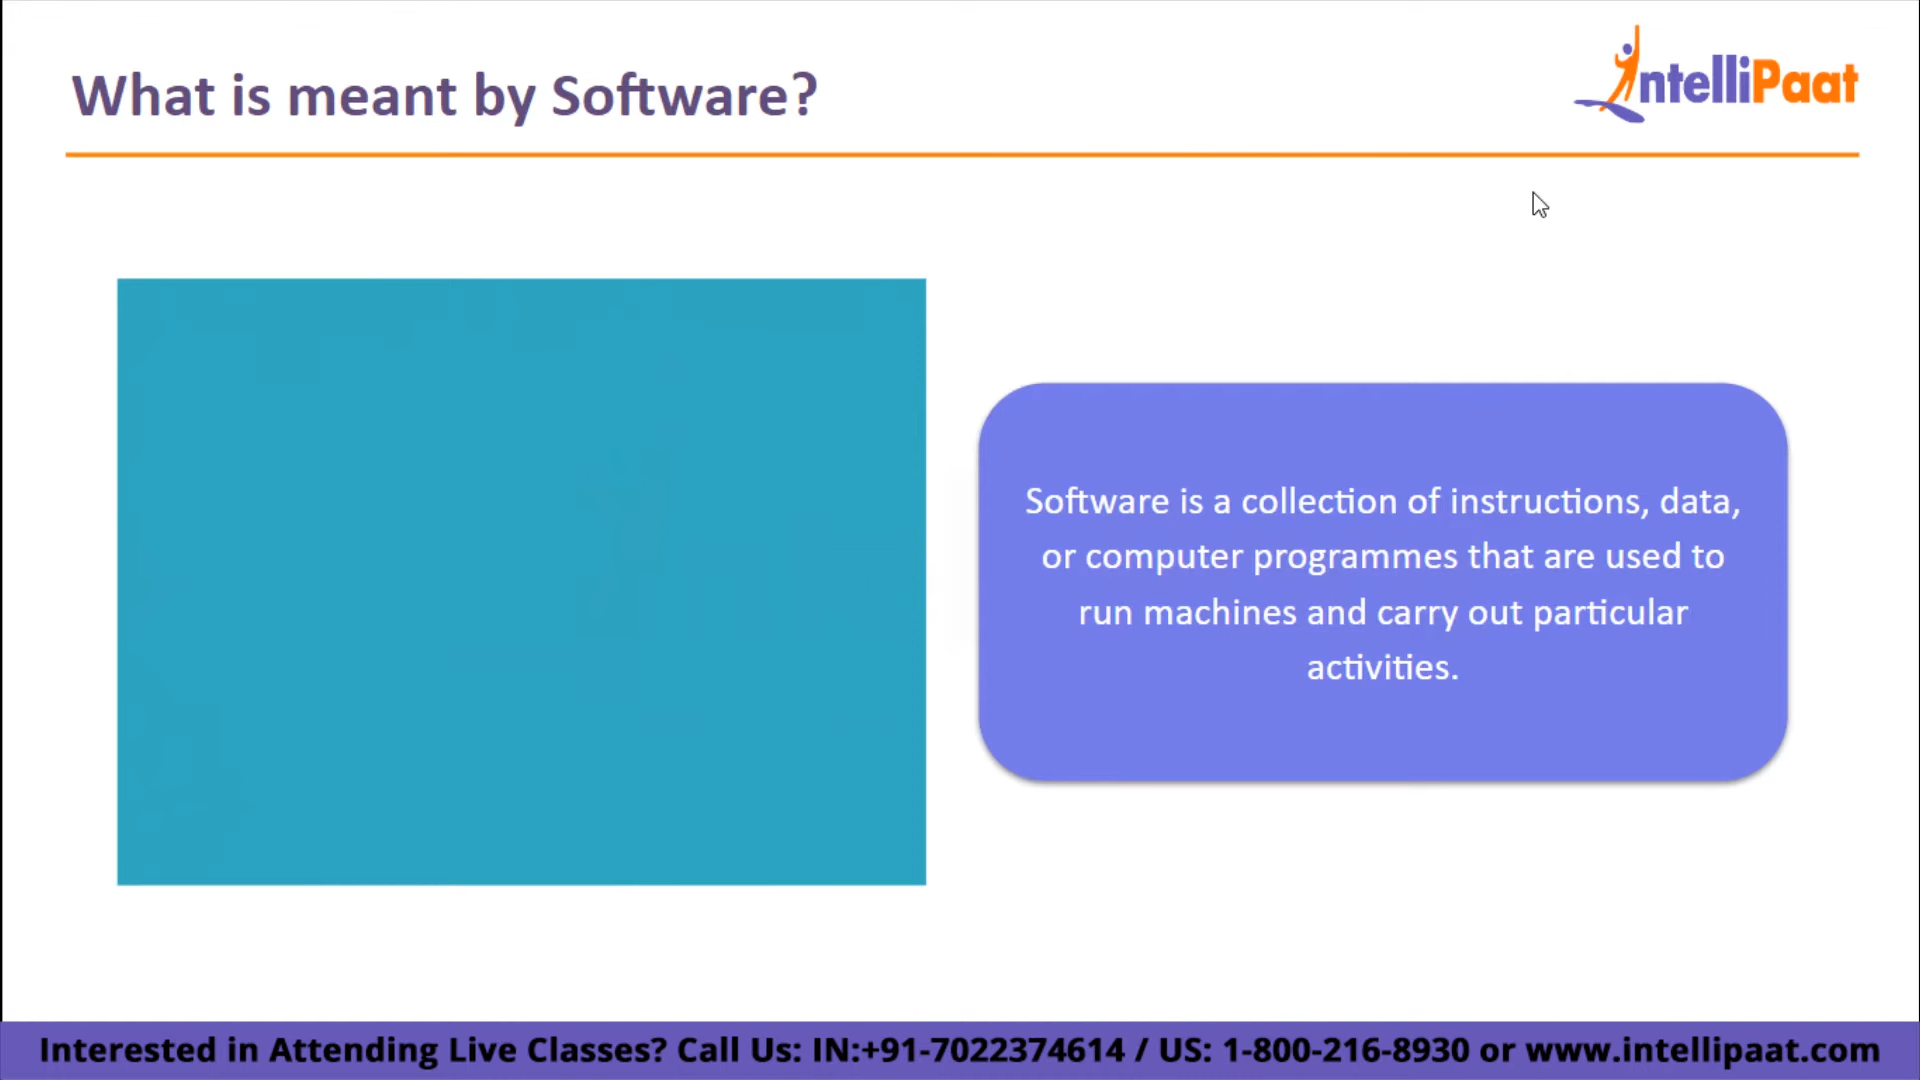 What is meant by Software?
IntelliPaat
Software is a collection of instructions, data,
or computer programmes that are used to
run machines and carry out particular
activities.
Interested in Attending Live Classes? Call Us: IN:+91-7022374614 / US: 1-800-216-8930 or www.intellipaat.com